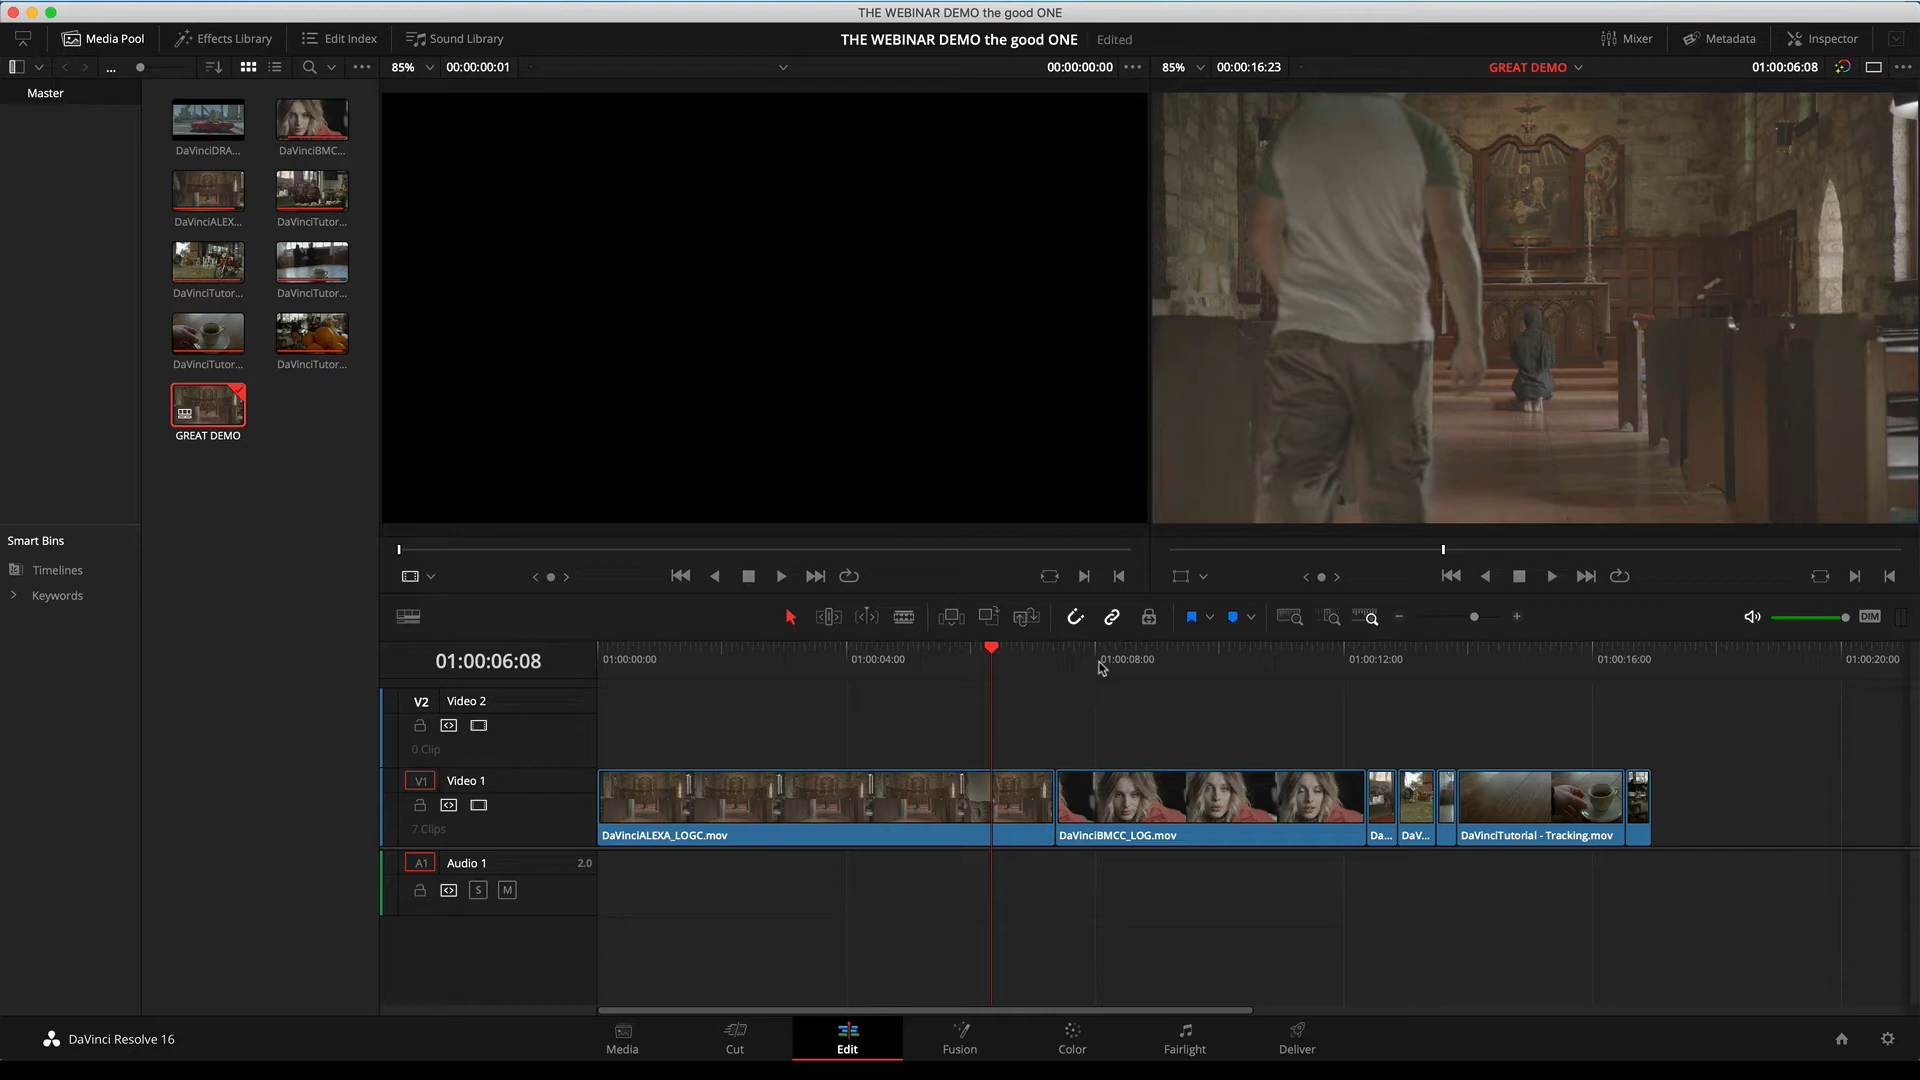 THE WEBINAR DEMO the good ONE
Media Pool
Effects Library
Edit Index
Sound Library
THE WEBINAR DEMO the good ONE
Edited
Mixer
Metadata
Inspector
...
85%
00:00:00:01
00:00:00:00
85%
00:00:16:23
GREAT DEMO
01:00:06:08
Master
DaVinciDRA...
DaVinciBMC...
DaVinciALEX...
DaVinciTutor...
DaVinciTutor...
DaVinciTutor...
DaVinciTutor...
DaVinciTutor...
GREAT DEMO
Smart Bins
Timelines
Keywords
DIM
01:00:06:08
01:00:00:00
01:00:04:00
01:00:08:00
01:00:12:00
01:00:16:00
01:00:20:00
V2
Video 2
0 Clip
V1
Video 1
7 Clips
DaVinciALEXA_LOGC.mov
DaVinciBMCC_LOG.mov
Da...
DaV...
DaVinciTutorial - Tracking.mov
A1
Audio 1
2.0
S
M
DaVinci Resolve 16
Media
Cut
Edit
Fusion
Color
Fairlight
Deliver